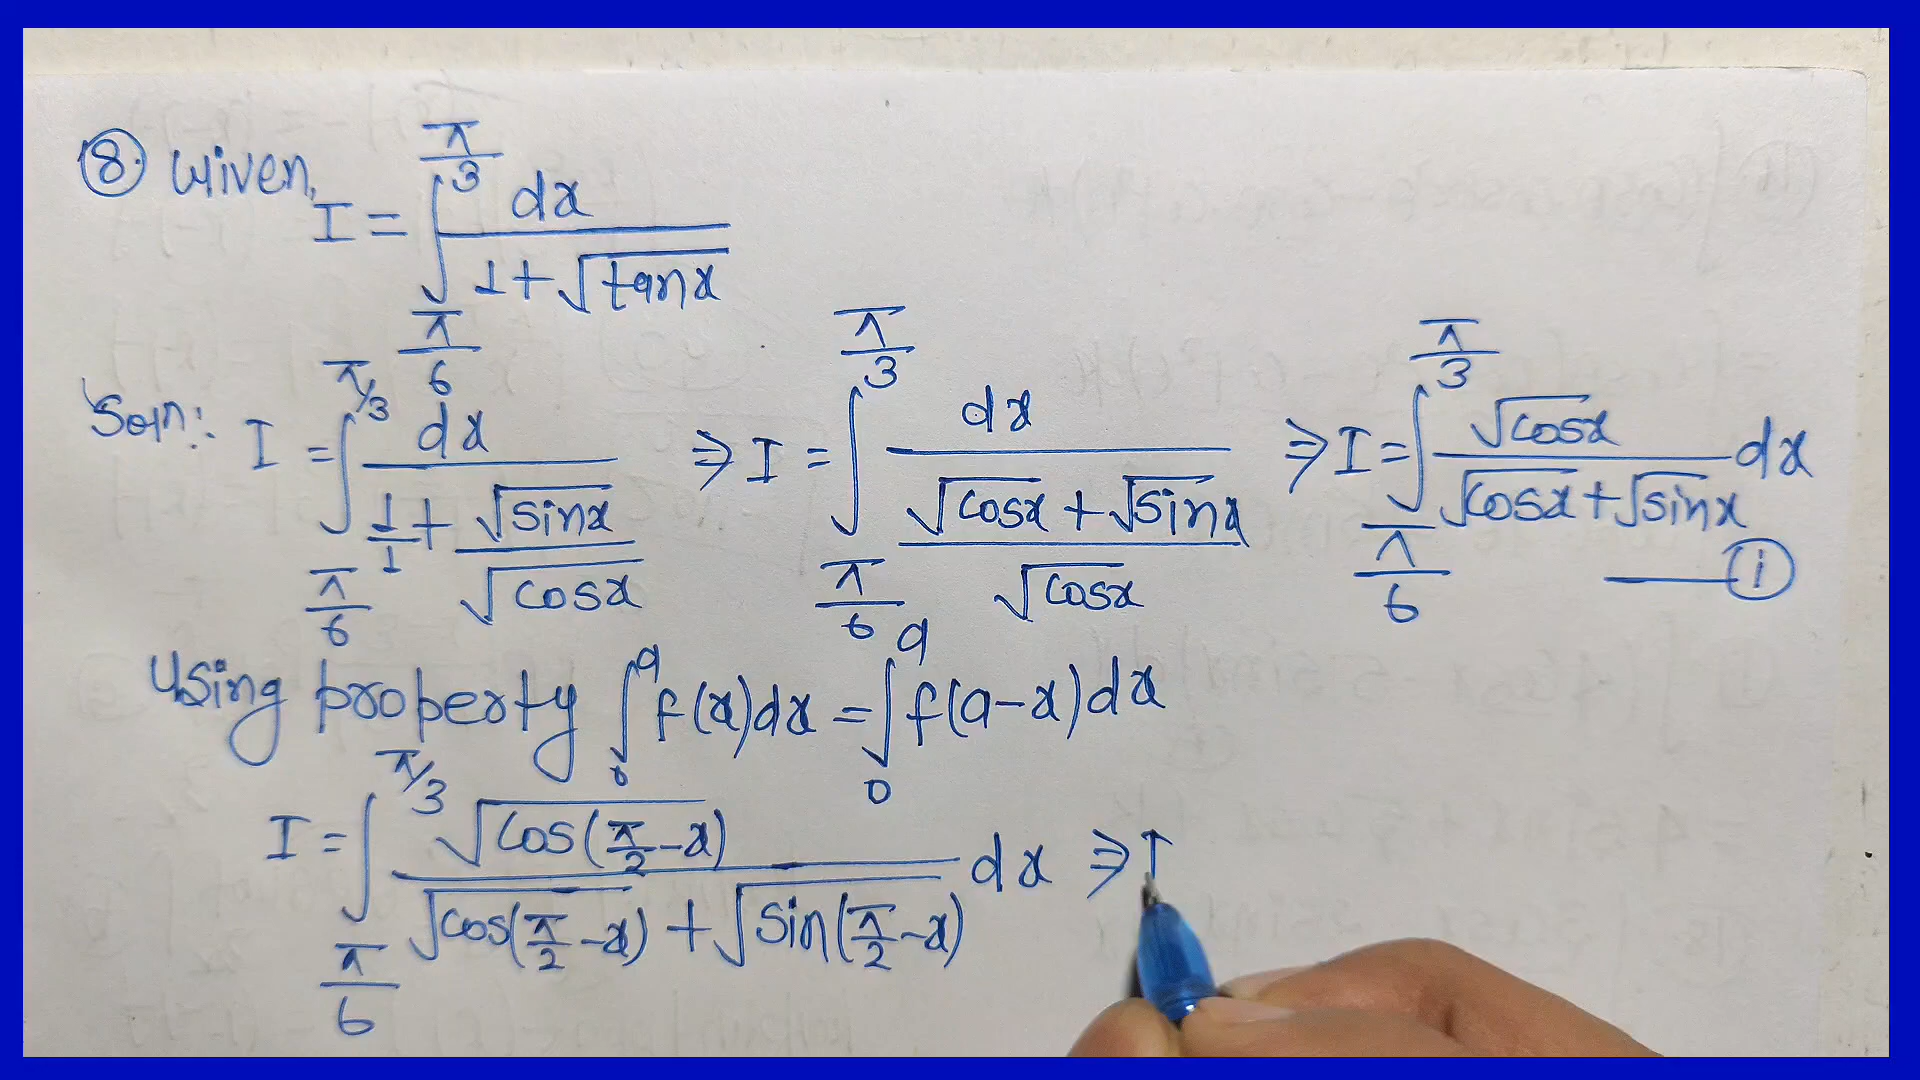 ⑧. Given, I = ∫_{π/6}^{π/3} dx / (1 + √tanx)
Soln: I = ∫_{π/6}^{π/3} dx / (1/1 + √sinx / √cosx) ⇒ I = ∫_{π/6}^{π/3} dx / ((√cosx + √sinx) / √cosx) ⇒ I = ∫_{π/6}^{π/3} √cosx / (√cosx + √sinx) dx —(i)
Using property ∫_{0}^{a} f(x)dx = ∫_{0}^{a} f(a-x)dx
I = ∫_{π/6}^{π/3} √cos(π/2 - x) / (√cos(π/2 - x) + √sin(π/2 - x)) dx ⇒ I